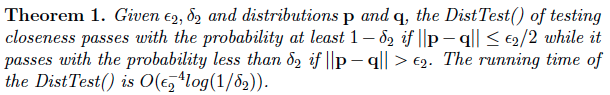 Theorem 1. Given ϵ₂, δ₂ and distributions p and q, the DistTest() of testing
closeness passes with the probability at least 1 − δ₂ if ||p − q|| ≤ ϵ₂/2 while it
passes with the probability less than δ₂ if ||p − q|| > ϵ₂. The running time of
the DistTest() is O(ϵ₂⁻⁴log(1/δ₂)).